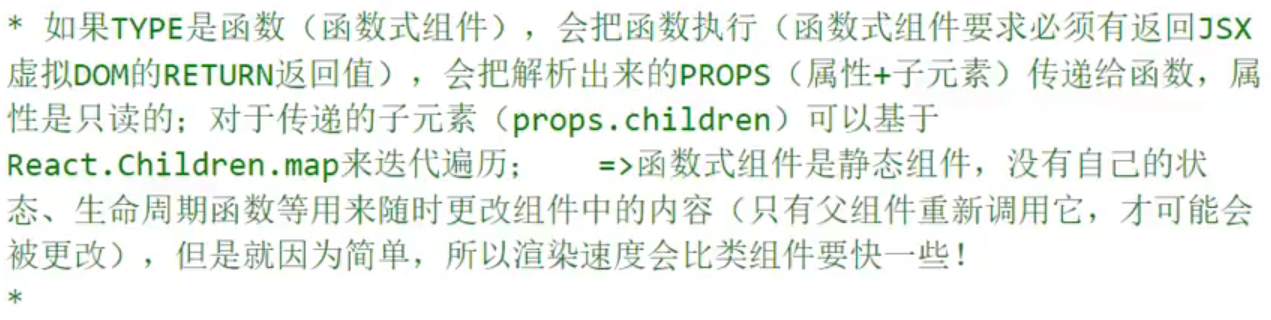 * 如果TYPE是函数（函数式组件），会把函数执行（函数式组件要求必须有返回JSX
虚拟DOM的RETURN返回值），会把解析出来的PROPS（属性+子元素）传递给函数，属
性是只读的；对于传递的子元素（props.children）可以基于
React.Children.map来迭代遍历；    =>函数式组件是静态组件，没有自己的状
态、生命周期函数等用来随时更改组件中的内容（只有父组件重新调用它，才可能会
被更改），但是就因为简单，所以渲染速度会比类组件要快一些！
*